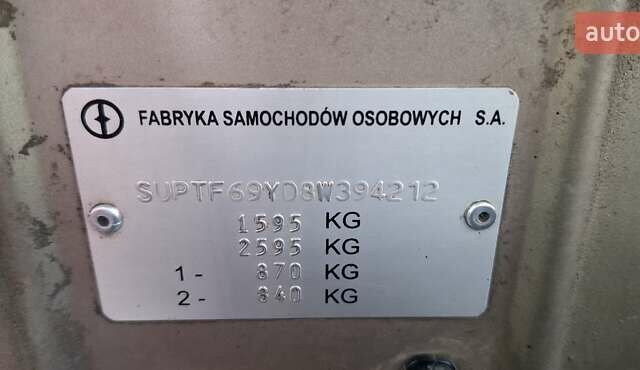 auto
FABRYKA SAMOCHODÓW OSOBOWYCH S.A.
SUPTF69YD8W394212
1595 KG
2595 KG
1- 870 KG
2- 840 KG